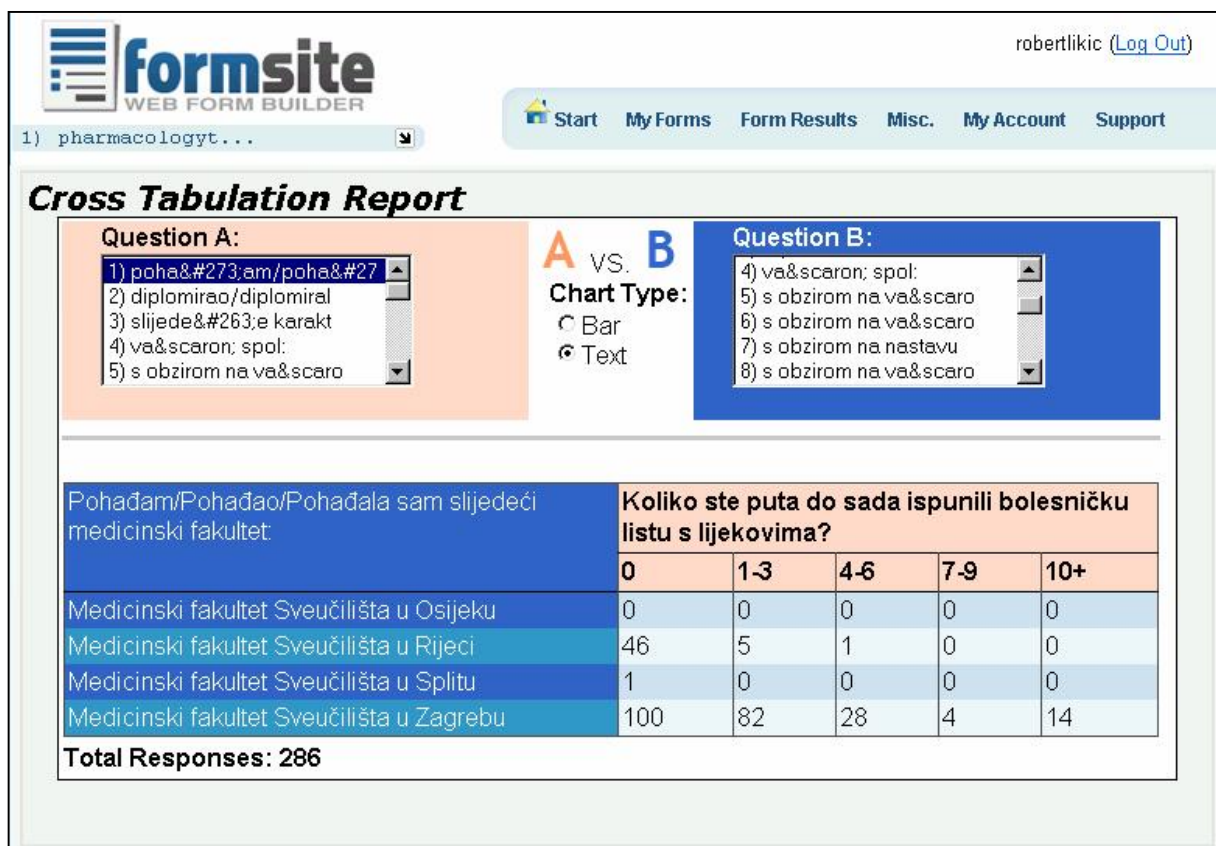 formsite
WEB FORM BUILDER
robertlikic (Log Out)
1) pharmacologyt...
Start My Forms Form Results Misc. My Account Support
Cross Tabulation Report
Question A:
1) poha&#273;am/poha&#27
2) diplomirao/diplomiral
3) slijede&#263;e karakt
4) va&scaron; spol:
5) s obzirom na va&scaro
A vs. B
Chart Type:
Bar
Text
Question B:
4) va&scaron; spol:
5) s obzirom na va&scaro
6) s obzirom na va&scaro
7) s obzirom na nastavu
8) s obzirom na va&scaro
Pohađam/Pohađao/Pohađala sam slijedeći
medicinski fakultet:
Koliko ste puta do sada ispunili bolesničku
listu s lijekovima?
0 1-3 4-6 7-9 10+
Medicinski fakultet Sveučilišta u Osijeku 0 0 0 0 0
Medicinski fakultet Sveučilišta u Rijeci 46 5 1 0 0
Medicinski fakultet Sveučilišta u Splitu 1 0 0 0 0
Medicinski fakultet Sveučilišta u Zagrebu 100 82 28 4 14
Total Responses: 286